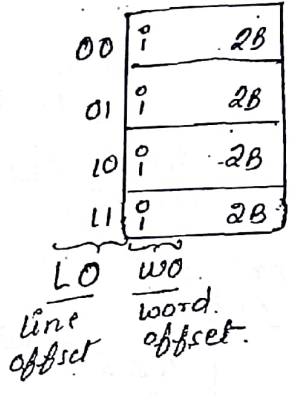 00 0 2B
1
01 0 2B
1
10 0 2B
1
11 0 2B
1
LO WO
line word
offset offset.